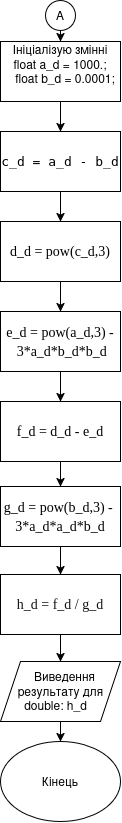 A
Ініціалізую змінні
float a_d = 1000.;
float b_d = 0.0001;
c_d = a_d - b_d
d_d = pow(c_d,3)
e_d = pow(a_d,3) -
3*a_d*b_d*b_d
f_d = d_d - e_d
g_d = pow(b_d,3) -
3*a_d*a_d*b_d
h_d = f_d / g_d
Виведення
результату для
double: h_d
Кінець